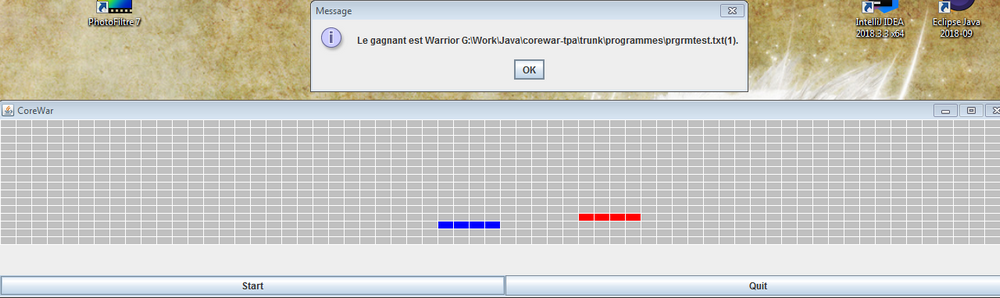 PhotoFiltre 7
Message
IntelliJ IDEA
2018.3.3 x64
Eclipse Java
2018-09
Le gagnant est Warrior G:\Work\Java\corewar-tpa\trunk\programmes\prgrmtest.txt(1).
OK
CoreWar
Start
Quit